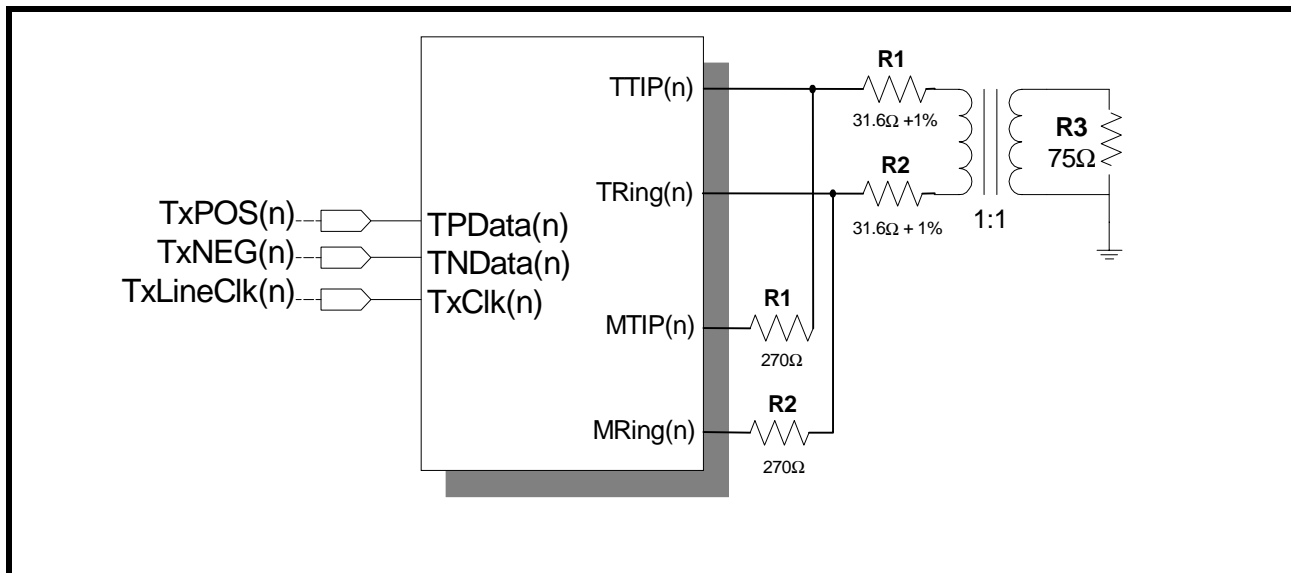 TTIP(n)
R1
31.6Ω +1%
R3
75Ω
TRing(n)
R2
31.6Ω + 1%
1:1
TxPOS(n)
TPData(n)
TxNEG(n)
TNData(n)
TxLineClk(n)
TxClk(n)
R1
MTIP(n)
270Ω
R2
MRing(n)
270Ω